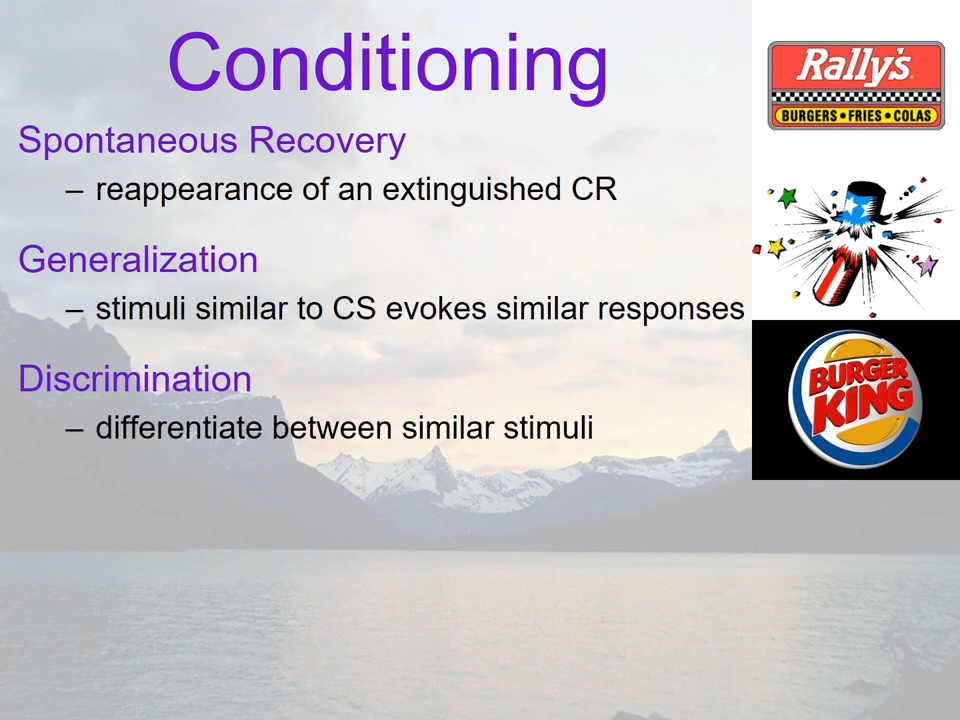 Conditioning
Spontaneous Recovery
– reappearance of an extinguished CR
Generalization
– stimuli similar to CS evokes similar responses
Discrimination
– differentiate between similar stimuli
Rally's
BURGERS • FRIES • COLAS
BURGER
KING